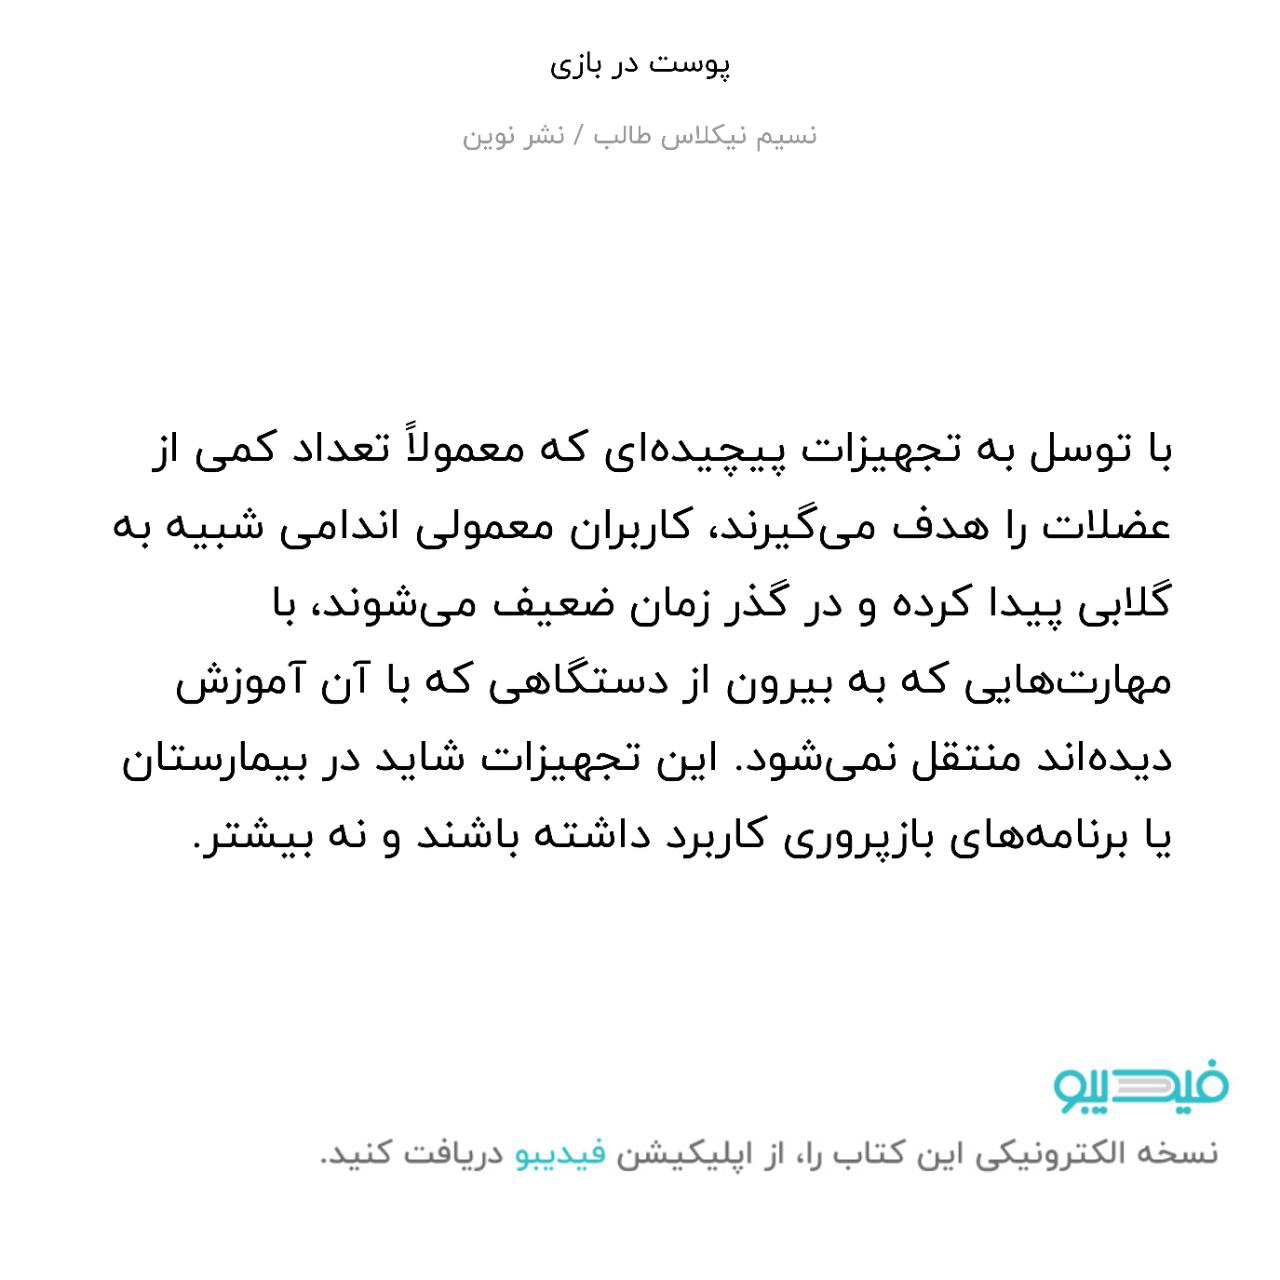 پوست در بازی
نسیم نیکلاس طالب / نشر نوین
با توسل به تجهیزات پیچیده‌ای که معمولاً تعداد کمی از
عضلات را هدف می‌گیرند، کاربران معمولی اندامی شبیه به
گلابی پیدا کرده و در گذر زمان ضعیف می‌شوند، با
مهارت‌هایی که به بیرون از دستگاهی که با آن آموزش
دیده‌اند منتقل نمی‌شود. این تجهیزات شاید در بیمارستان
یا برنامه‌های بازپروری کاربرد داشته باشند و نه بیشتر.
فیدیبو
نسخه الکترونیکی این کتاب را، از اپلیکیشن فیدیبو دریافت کنید.